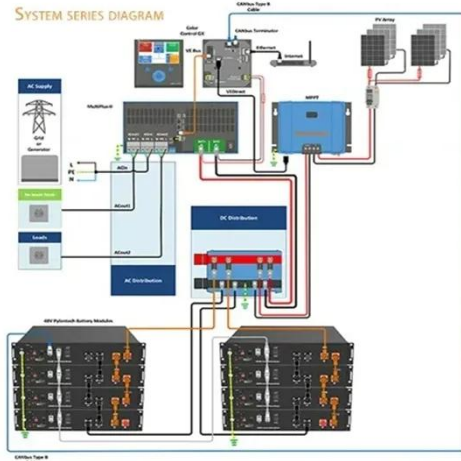 SYSTEM SERIES DIAGRAM
CANbus Type B
Cable
Color
Control GX
CANbus Terminator
PV Array
VE.Bus
Ethernet
Internet
AC Supply
VE.Direct
MPPT
MultiPlus-II
Grid
or
Generator
L
PE
N
ACin
ACout1
DC Distribution
Loads
ACout2
AC Distribution
48V Pylontech Battery Modules
CANbus Type B